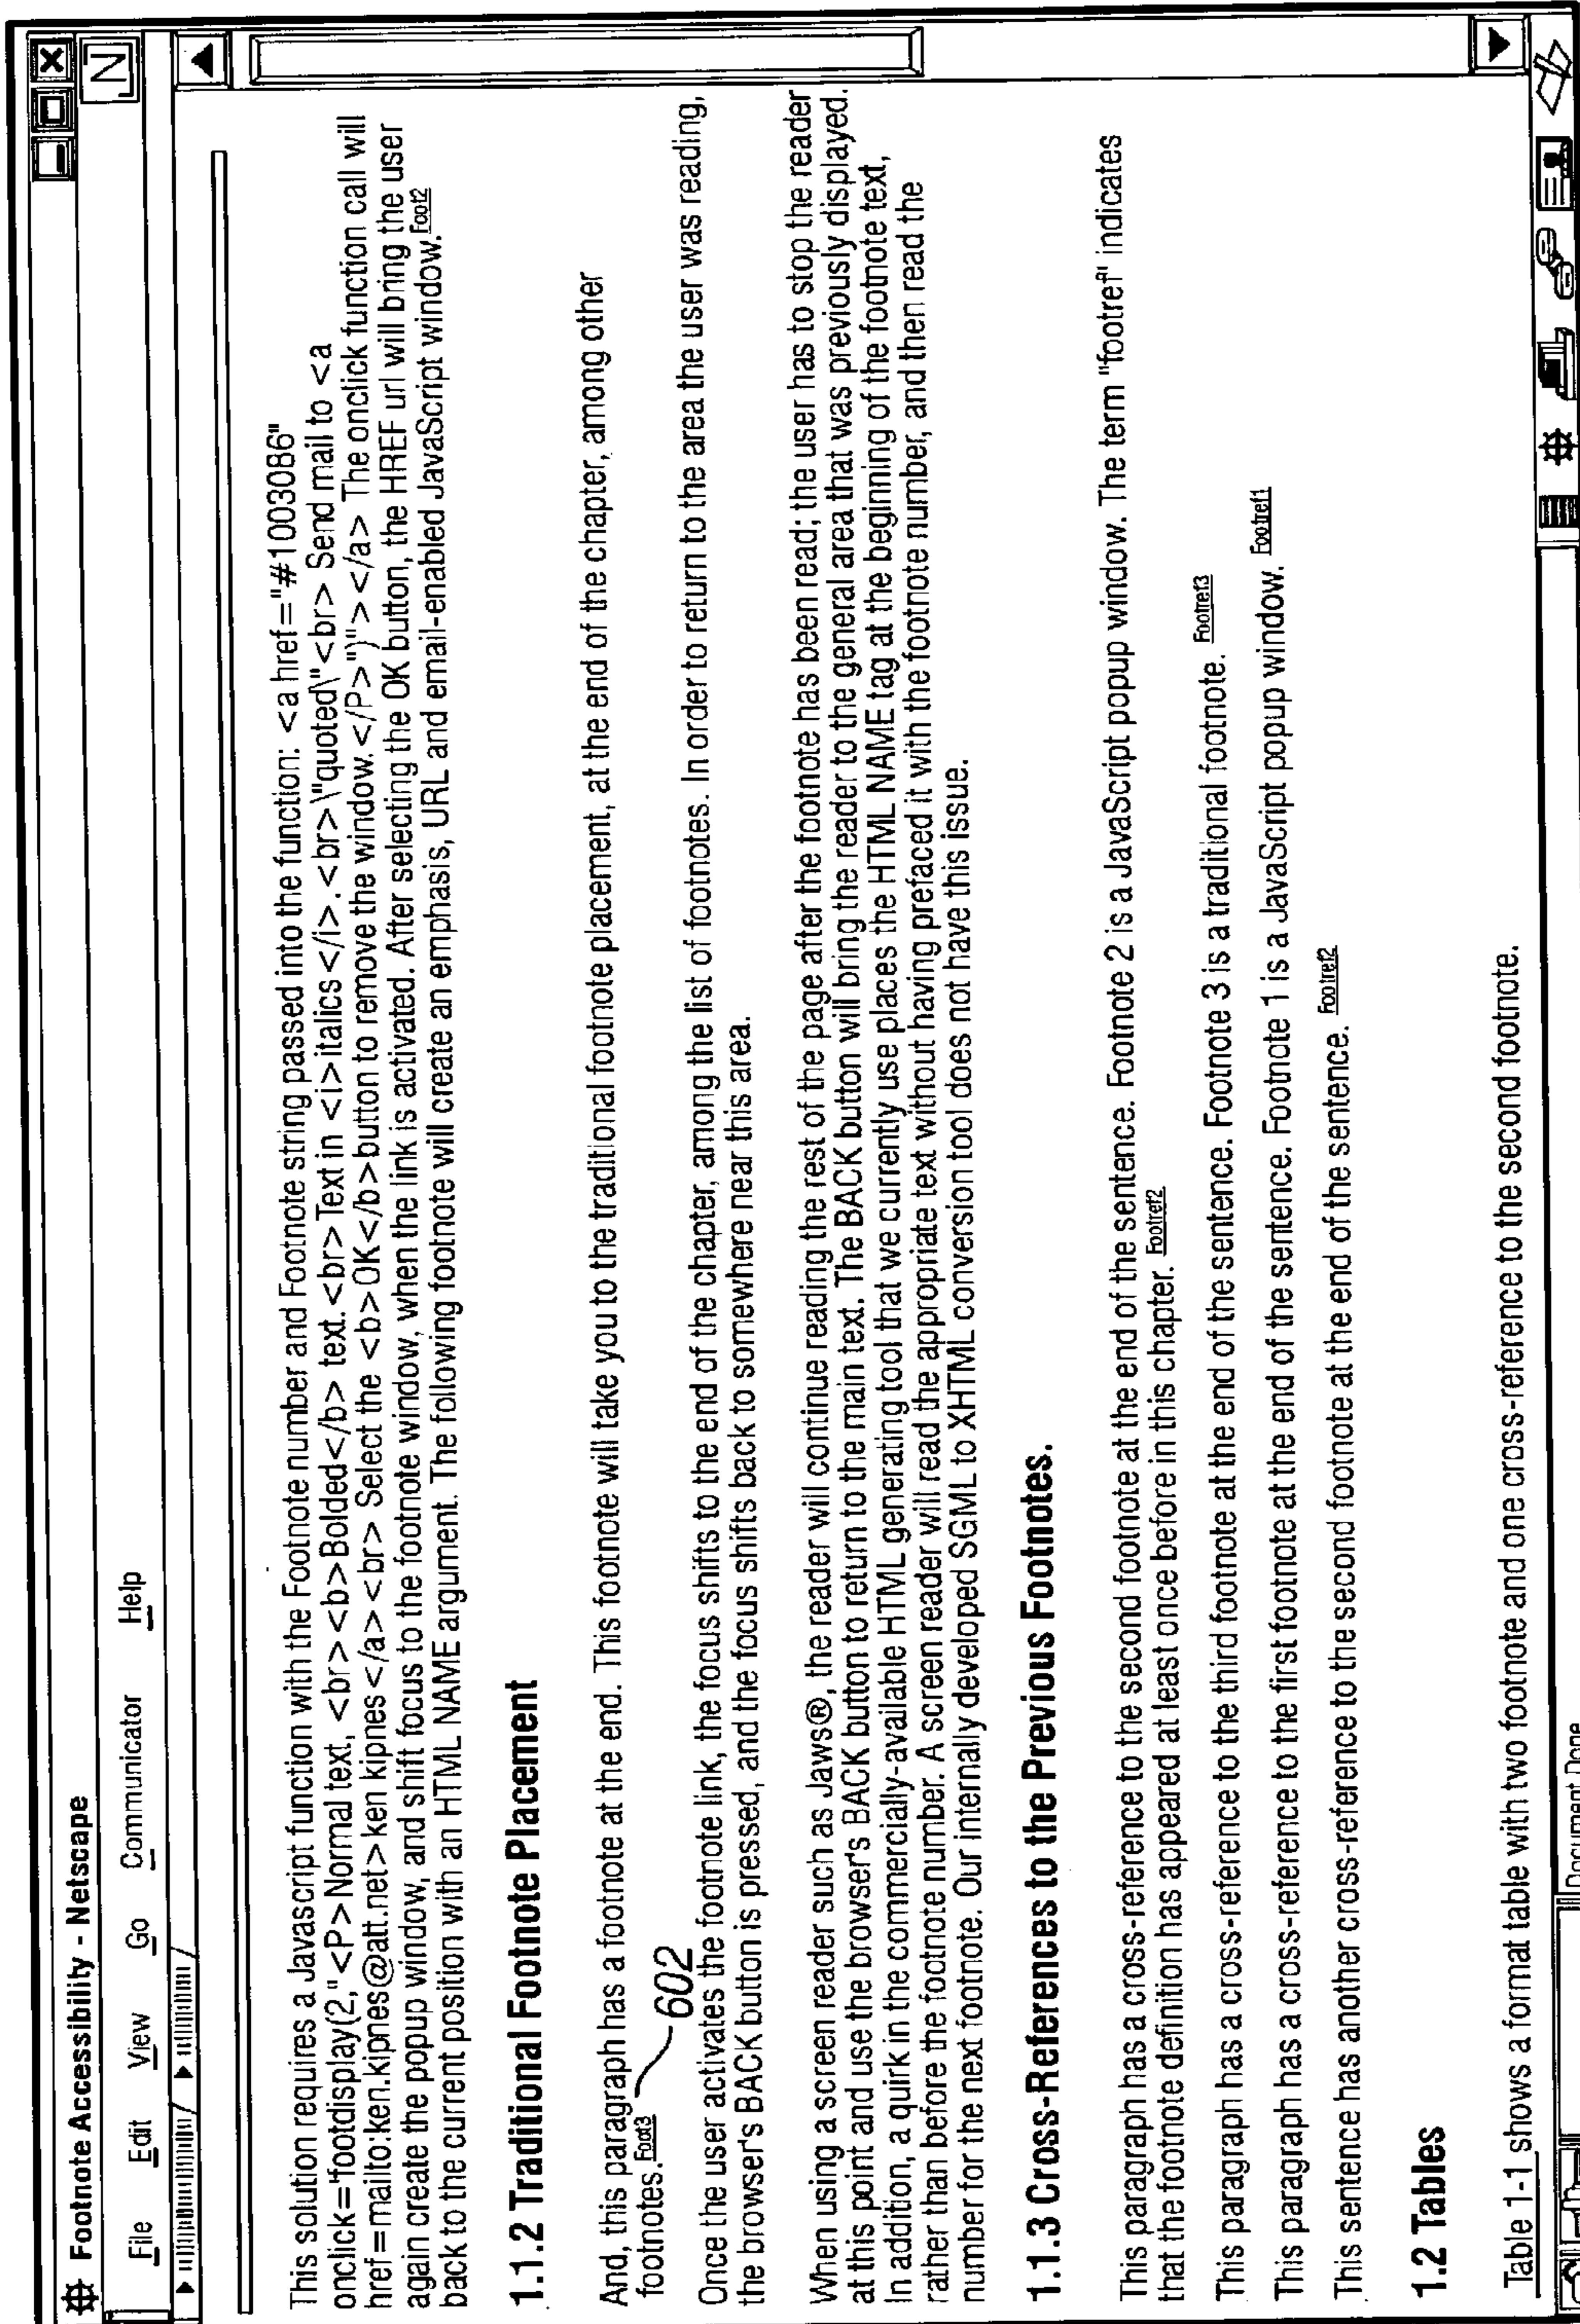 Footnote Accessibility - Netscape
N
File Edit View Go Communicator Help
This solution requires a Javascript function with the Footnote number and Footnote string passed into the function: <a href="#1003086"
onclick='footdisplay(2,"<P>Normal text, <br><b>Bolded</b> text.<br>Text in <i>italics</i>.<br>\"quoted\"<br> Send mail to <a
href=mailto:ken.kipnes@att.net>ken kipnes</a><br> Select the <b>OK</b>button to remove the window.</P>")"></a> The onclick function call will
again create the popup window, and shift focus to the footnote window, when the link is activated. After selecting the OK button, the HREF url will bring the user
back to the current position with an HTML NAME argument. The following footnote will create an emphasis, URL and email-enabled JavaScript window.Foot2
1.1.2 Traditional Footnote Placement
And, this paragraph has a footnote at the end. This footnote will take you to the traditional footnote placement, at the end of the chapter, among other
footnotes.Foot3
602
Once the user activates the footnote link, the focus shifts to the end of the chapter, among the list of footnotes. In order to return to the area the user was reading,
the browser's BACK button is pressed, and the focus shifts back to somewhere near this area.
When using a screen reader such as Jaws®, the reader will continue reading the rest of the page after the footnote has been read; the user has to stop the reader
at this point and use the browser's BACK button to return to the main text. The BACK button will bring the reader to the general area that was previously displayed.
In addition, a quirk in the commercially-available HTML generating tool that we currently use places the HTML NAME tag at the beginning of the footnote text,
rather than before the footnote number. A screen reader will read the appropriate text without having prefaced it with the footnote number, and then read the
number for the next footnote. Our internally developed SGML to XHTML conversion tool does not have this issue.
1.1.3 Cross-References to the Previous Footnotes.
This paragraph has a cross-reference to the second footnote at the end of the sentence. Footnote 2 is a JavaScript popup window. The term "footref" indicates
that the footnote definition has appeared at least once before in this chapter. Footref2
This paragraph has a cross-reference to the third footnote at the end of the sentence. Footnote 3 is a traditional footnote. Footref3
This paragraph has a cross-reference to the first footnote at the end of the sentence. Footnote 1 is a JavaScript popup window. Footref1
This sentence has another cross-reference to the second footnote at the end of the sentence. Footref2
1.2 Tables
Table 1-1 shows a format table with two footnote and one cross-reference to the second footnote.
Document Done